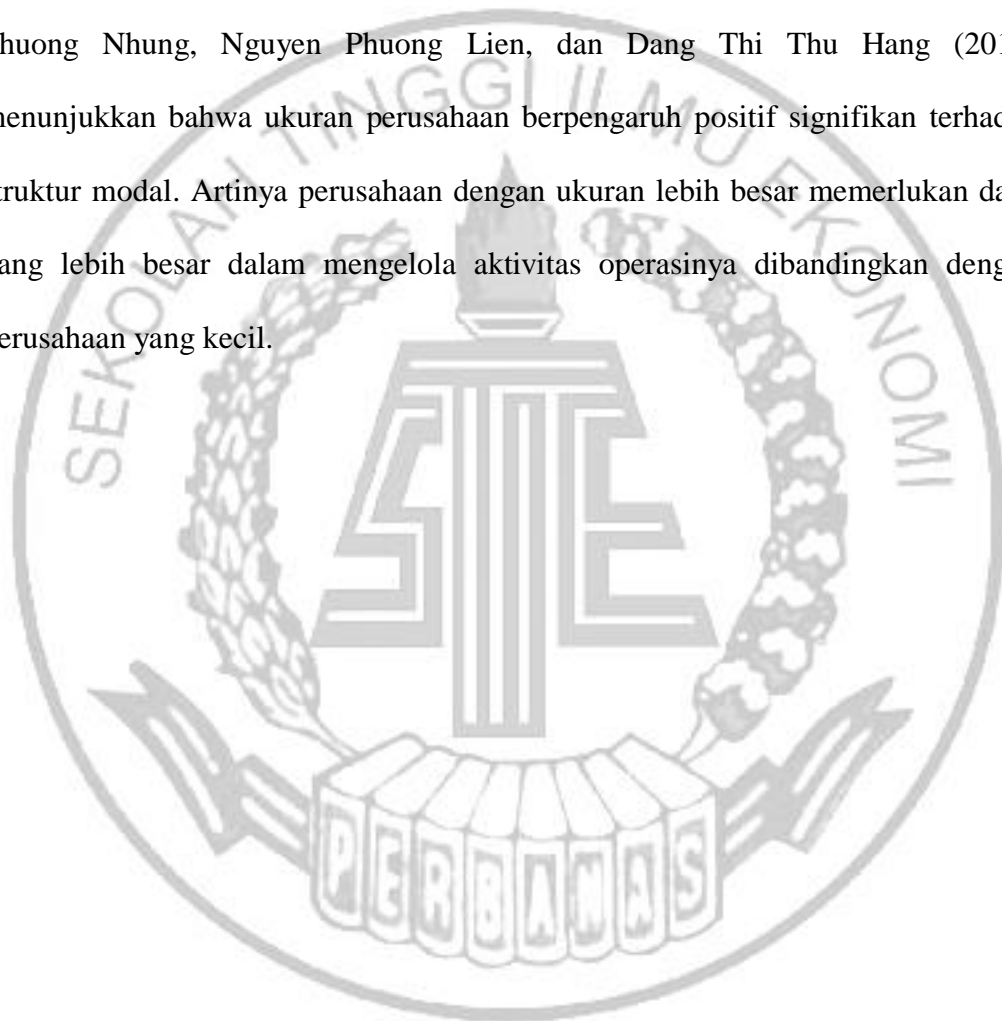 huong Nhung, Nguyen Phuong Lien, dan Dang Thi Thu Hang (201
menunjukkan bahwa ukuran perusahaan berpengaruh positif signifikan terhad
truktur modal. Artinya perusahaan dengan ukuran lebih besar memerlukan da
ang lebih besar dalam mengelola aktivitas operasinya dibandingkan deng
erusahaan yang kecil.
SEKOLAH TINGGI ILMU EKONOMI
STIE
PERBANAS